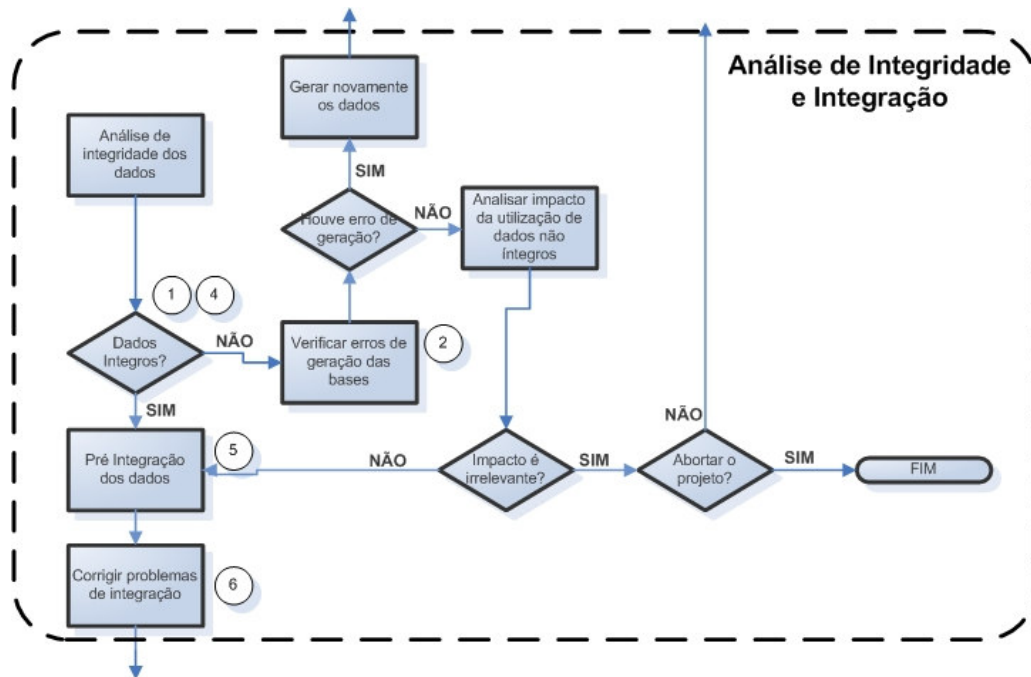 Análise de Integridade
e Integração
Gerar novamente
os dados
Análise de
integridade dos
dados
SIM
Houve erro de
geração?
NÃO
Analisar impacto
da utilização de
dados não
íntegros
1
4
Dados
Integros?
NÃO
Verificar erros de
geração das
bases
2
SIM
Pré Integração
dos dados
5
NÃO
Impacto é
irrelevante?
SIM
NÃO
Abortar o
projeto?
SIM
FIM
Corrigir problemas
de integração
6